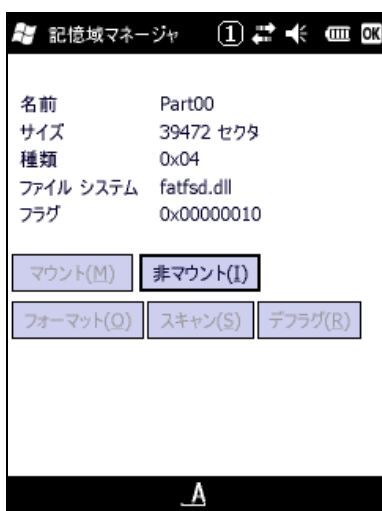 記憶域マネージャ 1 OK
名前 Part00
サイズ 39472 セクタ
種類 0x04
ファイル システム fatfsd.dll
フラグ 0x00000010
マウント(M) 非マウント(I)
フォーマット(O) スキャン(S) デフラグ(R)
A